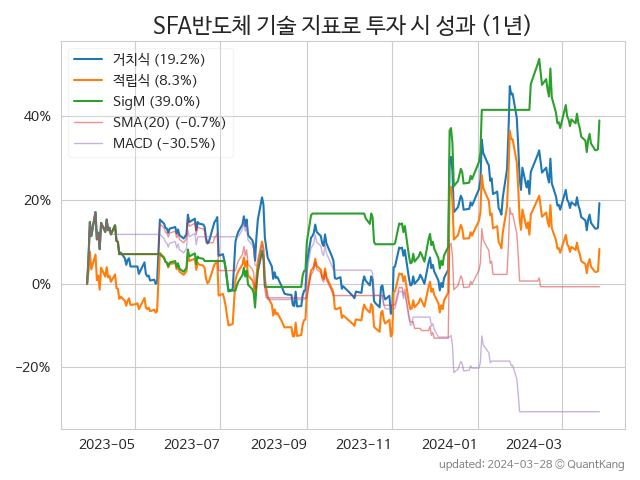 SFA반도체 기술 지표로 투자 시 성과 (1년)
거치식 (19.2%)
적립식 (8.3%)
SigM (39.0%)
SMA(20) (−0.7%)
MACD (−30.5%)
40%
20%
0%
−20%
2023-05 2023-07 2023-09 2023-11 2024-01 2024-03
updated: 2024-03-28 © QuantKang